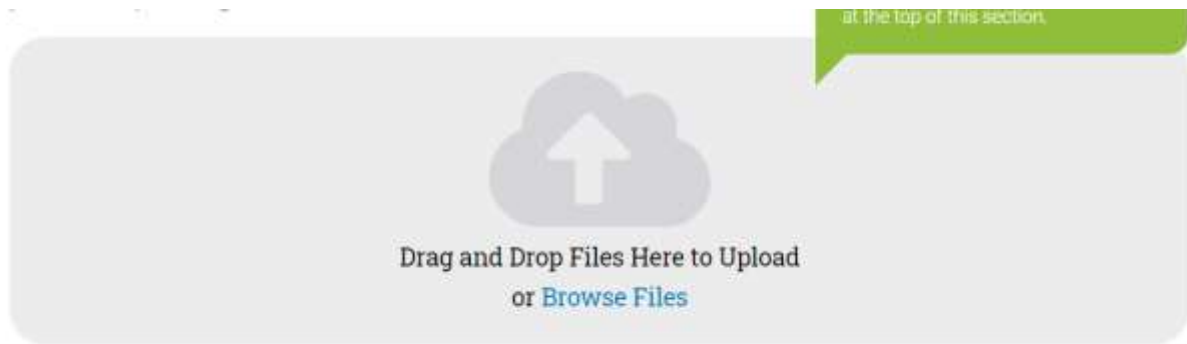 at the top of this section.
Drag and Drop Files Here to Upload
or Browse Files